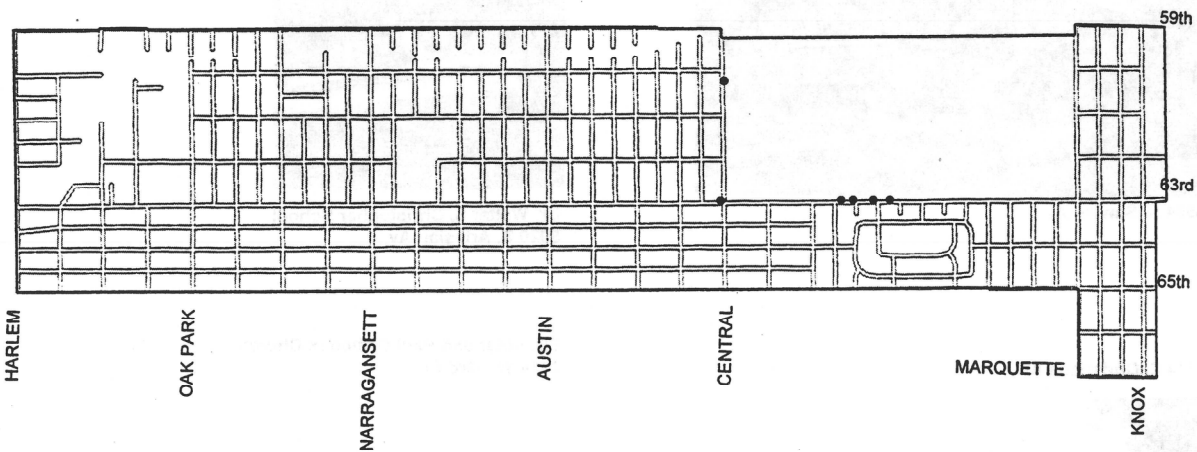 59th
63rd
65th
HARLEM
OAK PARK
NARRAGANSETT
AUSTIN
CENTRAL
MARQUETTE
KNOX